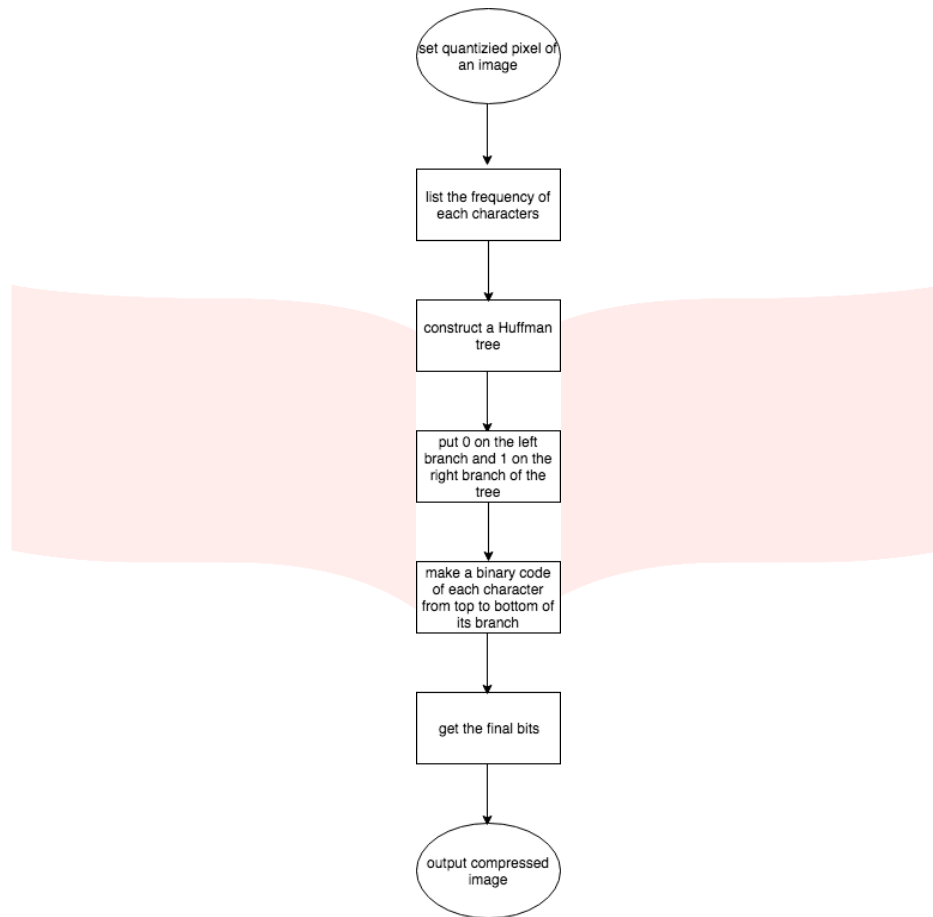 set quantizied pixel of
an image
list the frequency of
each characters
construct a Huffman
tree
put 0 on the left
branch and 1 on the
right branch of the
tree
make a binary code
of each character
from top to bottom of
its branch
get the final bits
output compressed
image